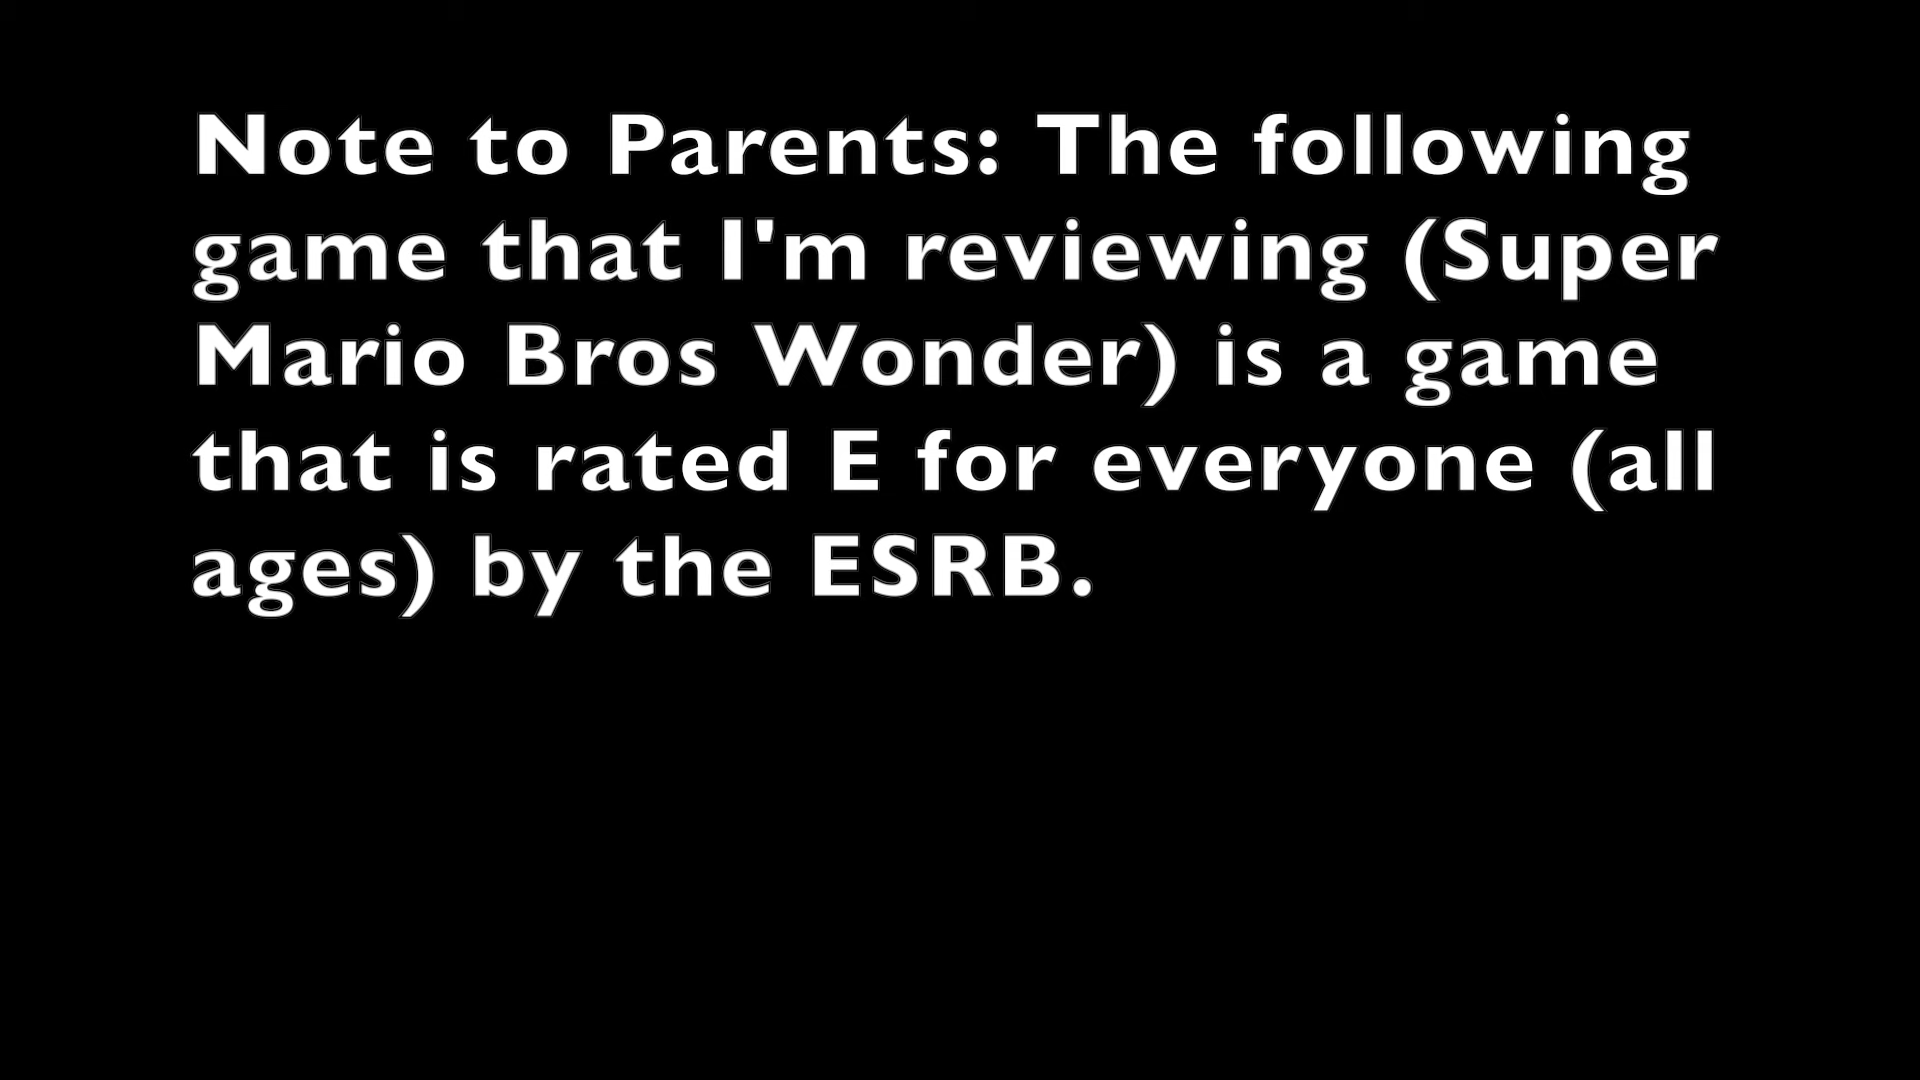 Note to Parents: The following
game that I'm reviewing (Super
Mario Bros Wonder) is a game
that is rated E for everyone (all
ages) by the ESRB.